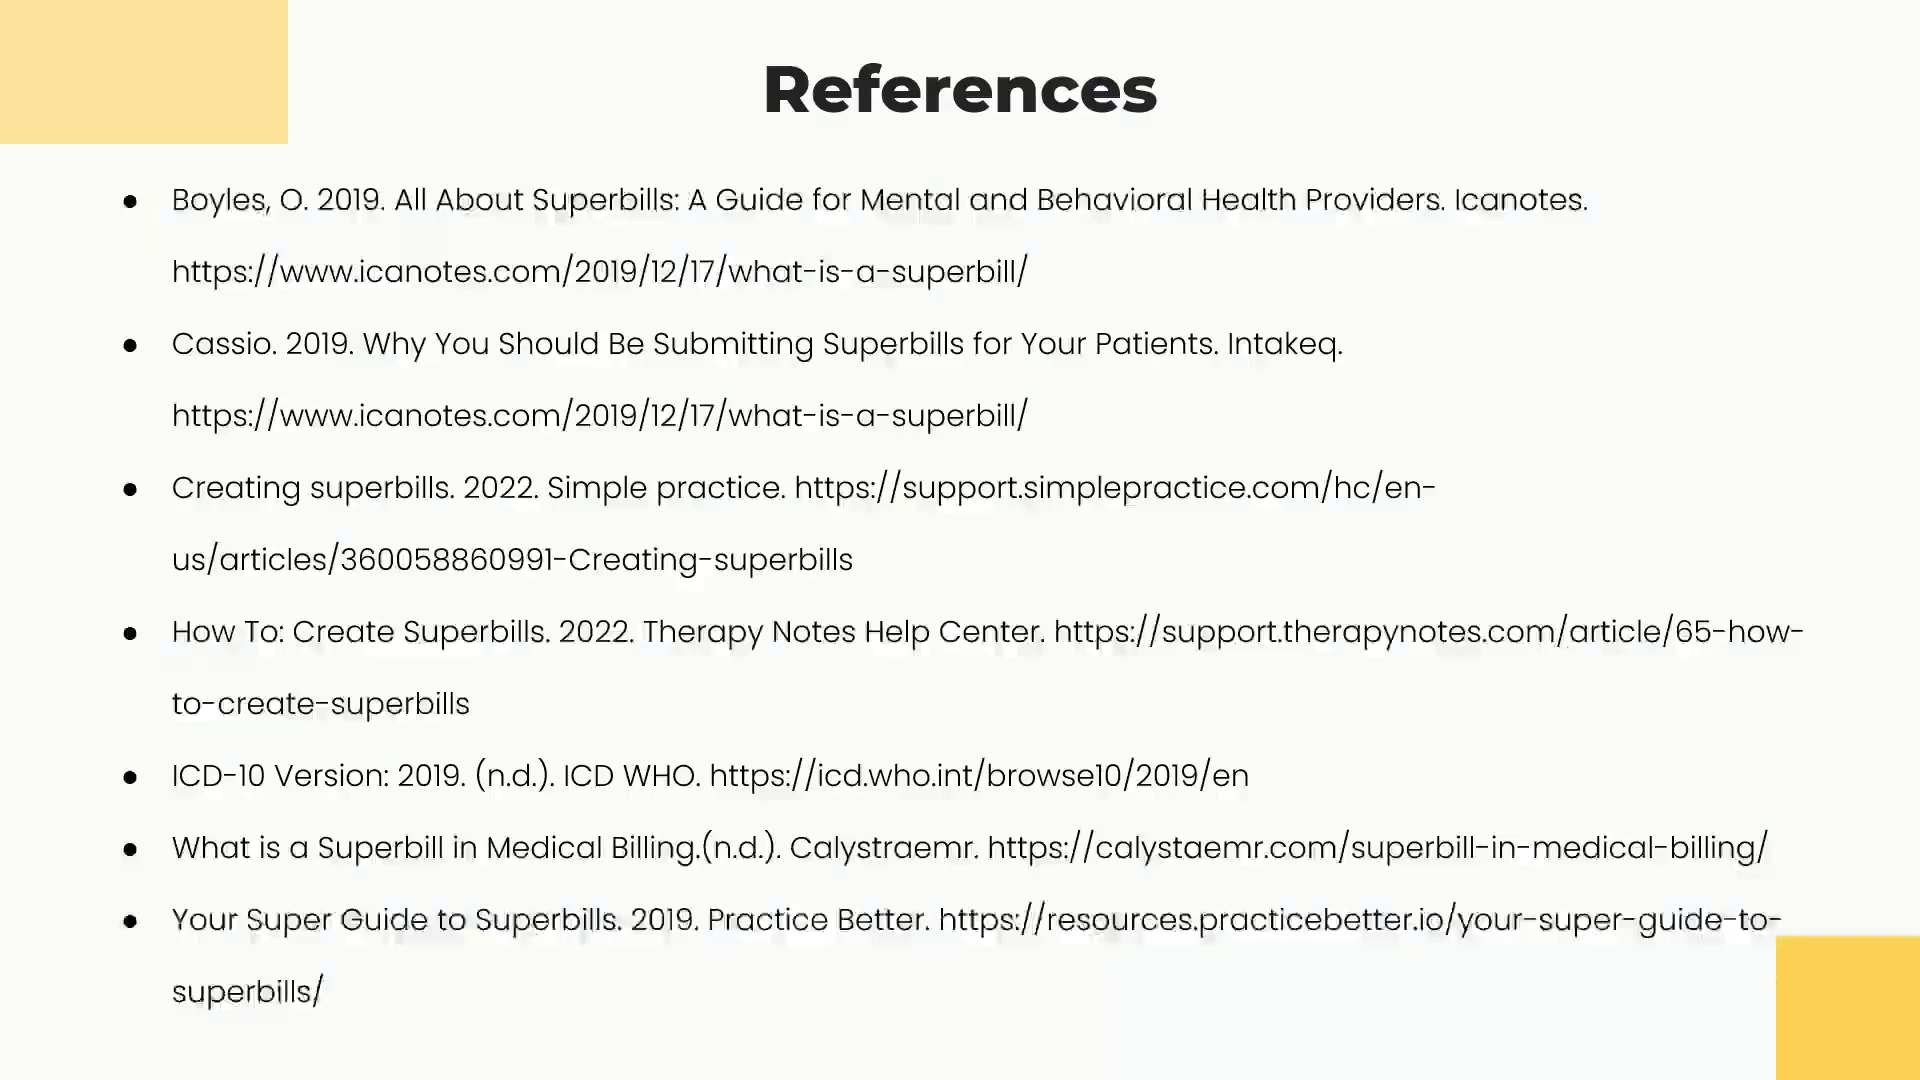 References
● Boyles, O. 2019. All About Superbills: A Guide for Mental and Behavioral Health Providers. Icanotes.
https://www.icanotes.com/2019/12/17/what-is-a-superbill/
● Cassio. 2019. Why You Should Be Submitting Superbills for Your Patients. Intakeq.
https://www.icanotes.com/2019/12/17/what-is-a-superbill/
● Creating superbills. 2022. Simple practice. https://support.simplepractice.com/hc/en-
us/articles/360058860991-Creating-superbills
● How To: Create Superbills. 2022. Therapy Notes Help Center. https://support.therapynotes.com/article/65-how-
to-create-superbills
● ICD-10 Version: 2019. (n.d.). ICD WHO. https://icd.who.int/browse10/2019/en
● What is a Superbill in Medical Billing.(n.d.). Calystraemr. https://calystaemr.com/superbill-in-medical-billing/
● Your Super Guide to Superbills. 2019. Practice Better. https://resources.practicebetter.io/your-super-guide-to-
superbills/